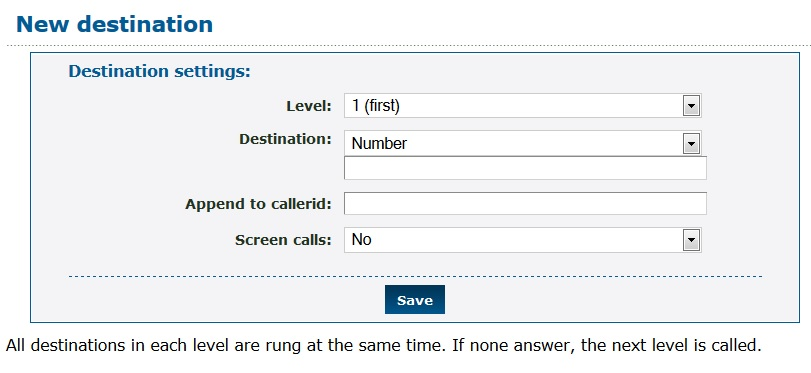 New destination
Destination settings:
Level: 1 (first)
Destination: Number
Append to callerid:
Screen calls: No
Save
All destinations in each level are rung at the same time. If none answer, the next level is called.